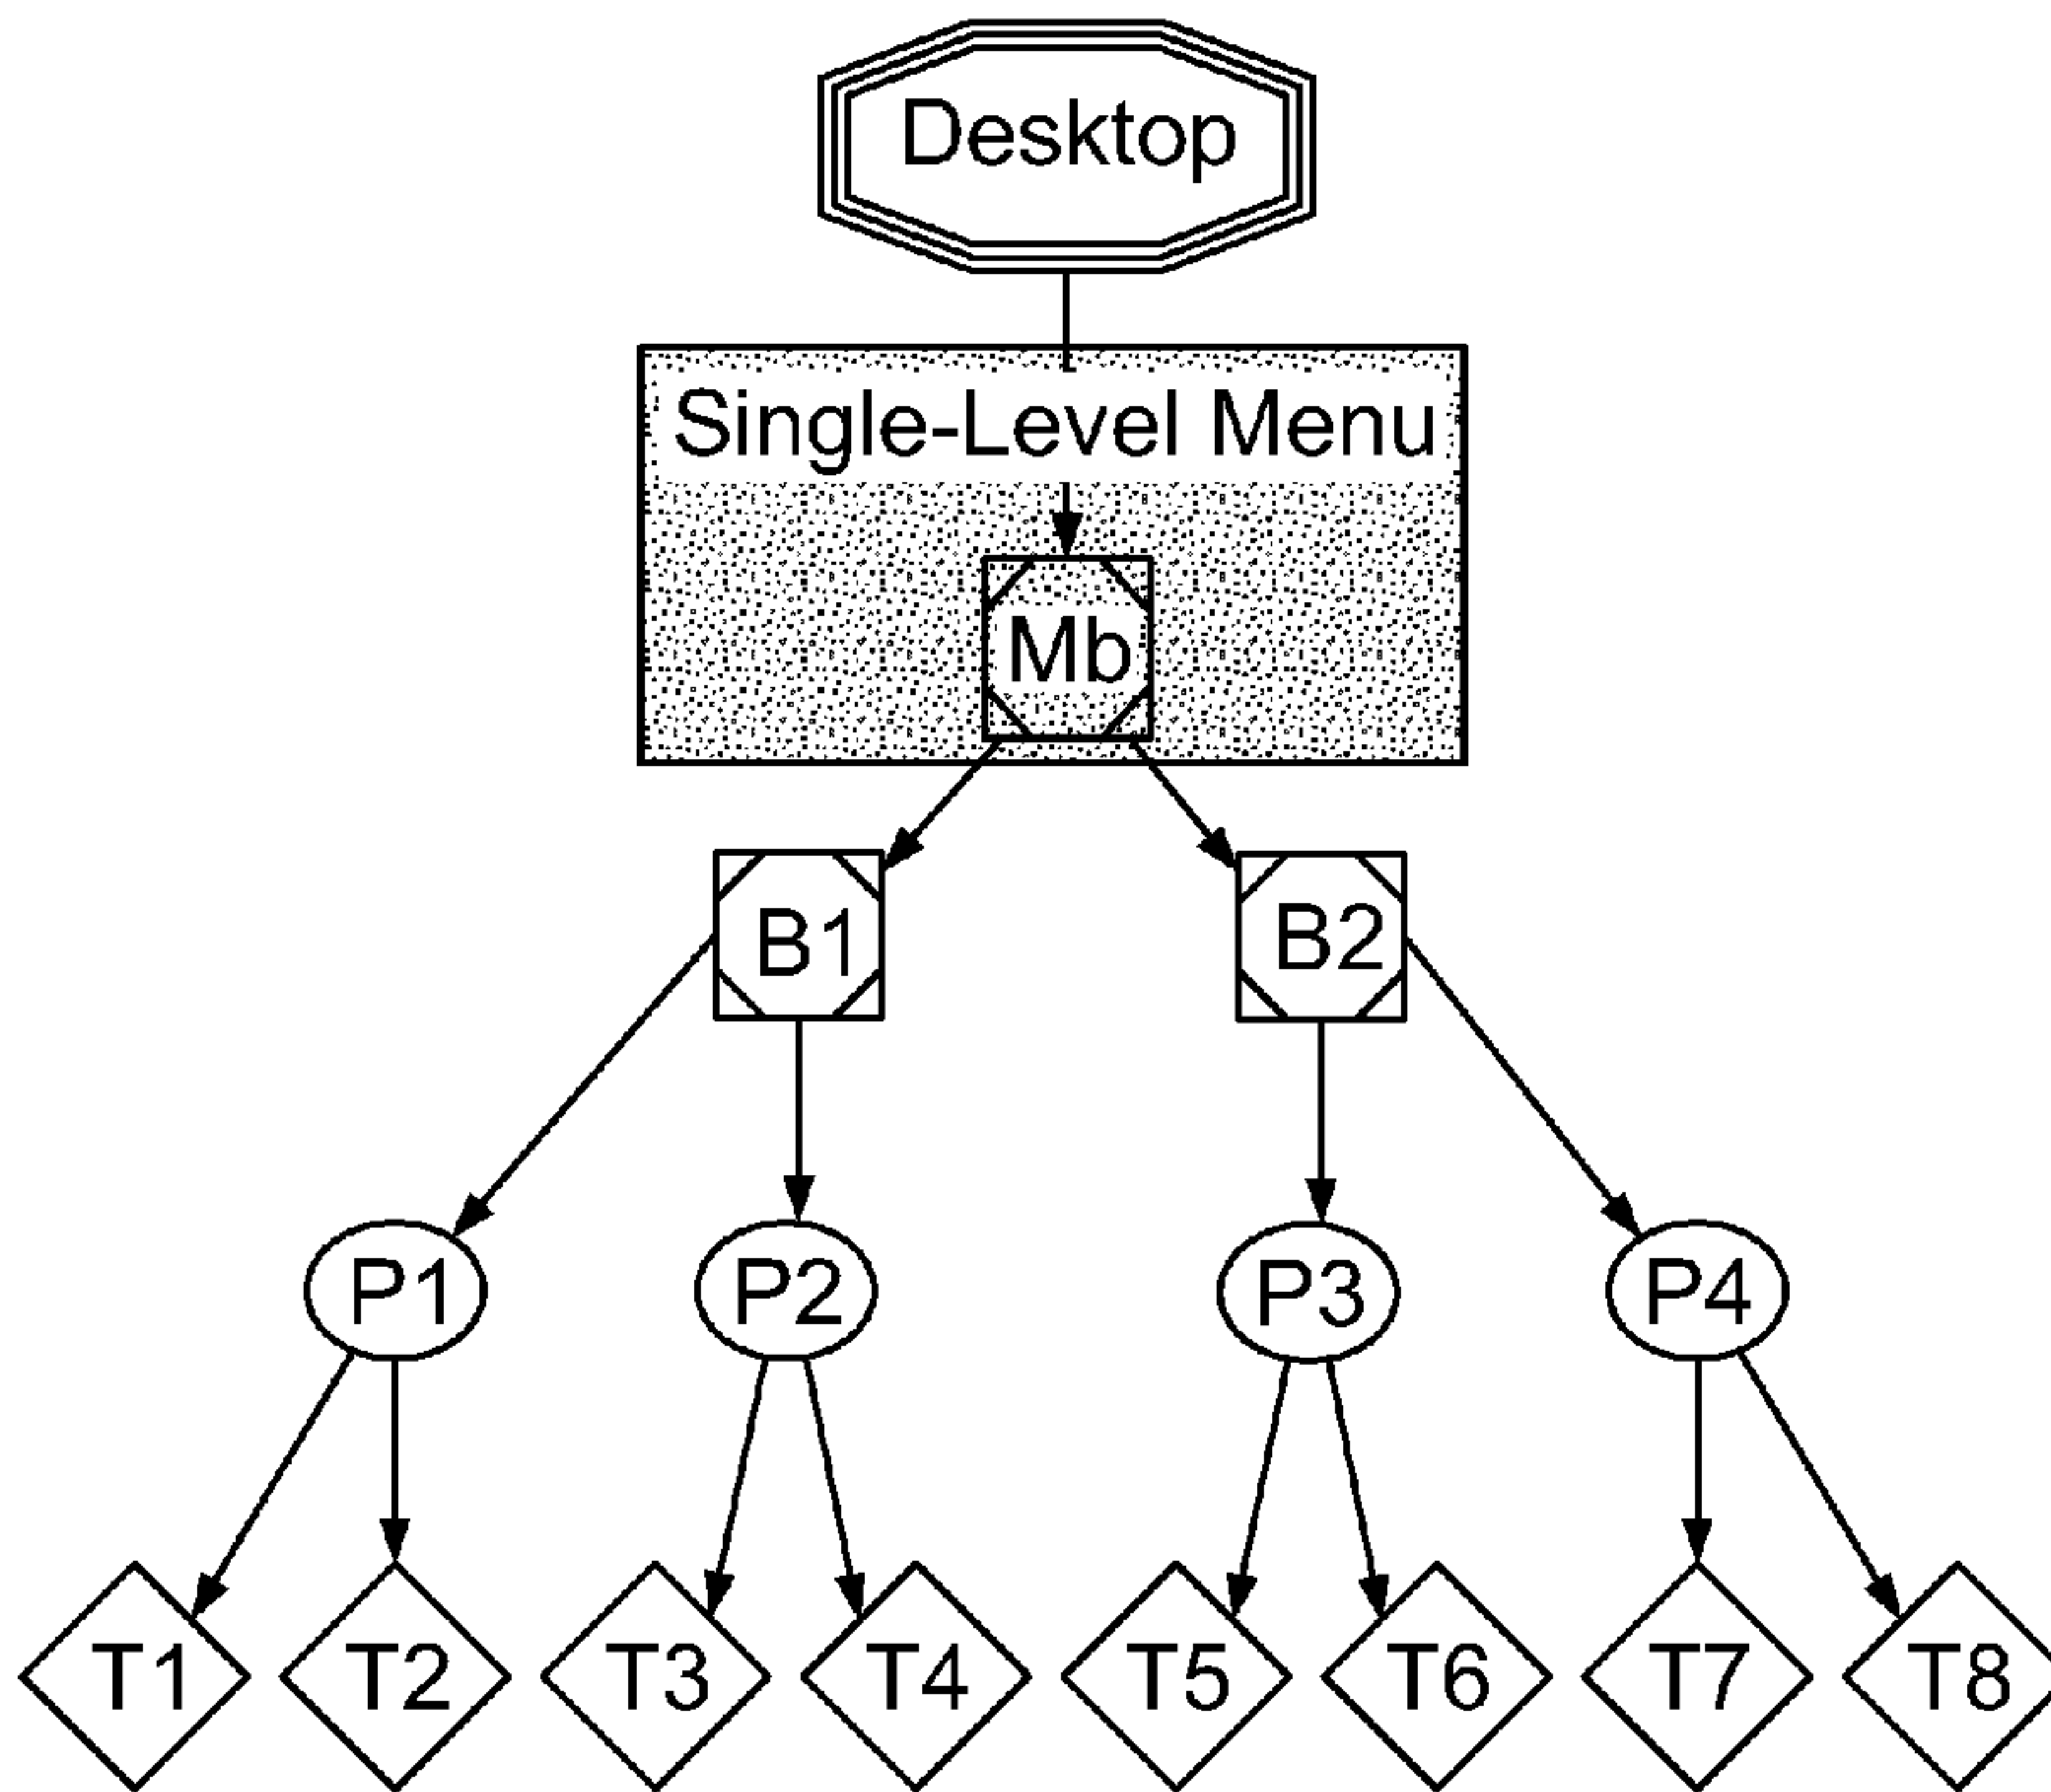 Desktop
Single-Level Menu
Mb
B1 B2
P1 P2 P3 P4
T1 T2 T3 T4 T5 T6 T7 T8